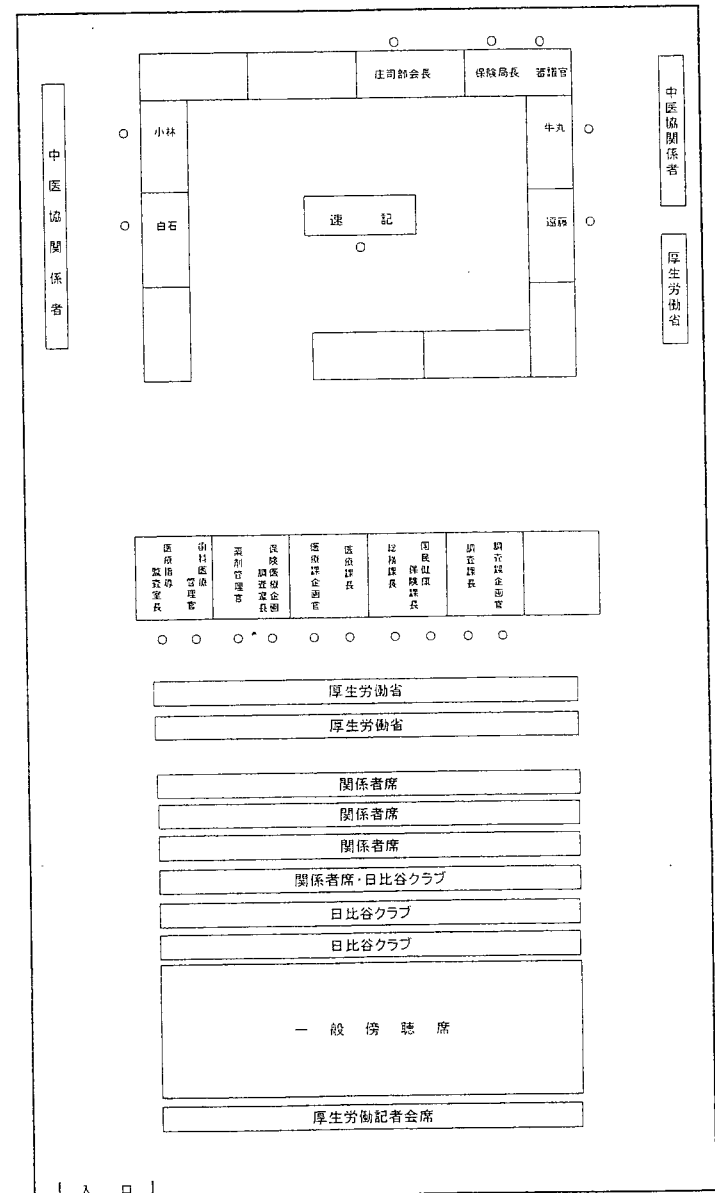 庄司部会長
保険局長
審議官
中医協関係者
小林
牛丸
中医協関係者
速 記
白石
遠藤
厚生労働省
医療指導監査室長
歯科医療管理官
薬剤管理官
保険医療企画調査室長
医療課企画官
医療課長
総務課長
国民健康保険課長
調査課長
調査課企画官
厚生労働省
厚生労働省
関係者席
関係者席
関係者席
関係者席・日比谷クラブ
日比谷クラブ
日比谷クラブ
一 般 傍 聴 席
厚生労働記者会席
[ 入 口 ]